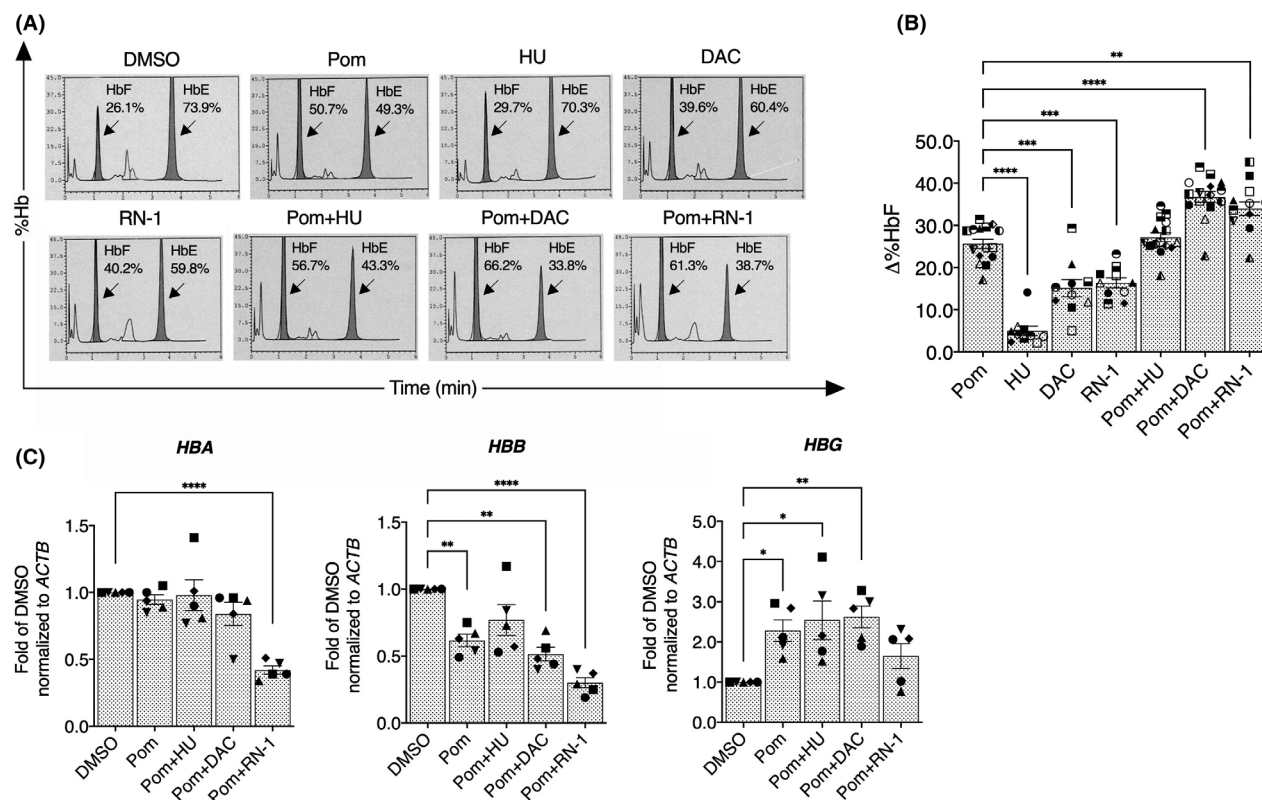 (A)
%Hb
DMSO
HbF
26.1%
HbE
73.9%
Pom
HbF
50.7%
HbE
49.3%
HU
HbF
29.7%
HbE
70.3%
DAC
HbF
39.6%
HbE
60.4%
RN-1
HbF
40.2%
HbE
59.8%
Pom+HU
HbF
56.7%
HbE
43.3%
Pom+DAC
HbF
66.2%
HbE
33.8%
Pom+RN-1
HbF
61.3%
HbE
38.7%
Time (min)
(B)
**
****
***
***
****
Δ%HbF
50.0
40.0
30.0
20.0
10.0
0.0
Pom
HU
DAC
RN-1
Pom+HU
Pom+DAC
Pom+RN-1
(C)
HBA
****
Fold of DMSO
normalized to ACTB
1.5
1.0
0.5
0.0
DMSO
Pom
Pom+HU
Pom+DAC
Pom+RN-1
HBB
****
**
**
Fold of DMSO
normalized to ACTB
1.5
1.0
0.5
0.0
DMSO
Pom
Pom+HU
Pom+DAC
Pom+RN-1
HBG
**
*
*
Fold of DMSO
normalized to ACTB
5.0
4.0
3.0
2.0
1.0
0.0
DMSO
Pom
Pom+HU
Pom+DAC
Pom+RN-1